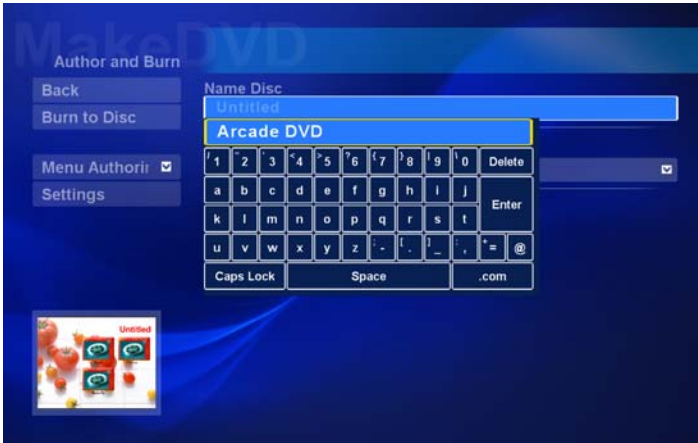 MakeDVD
Author and Burn
Back
Burn to Disc
Menu Authorin
Settings
Name Disc
Untitled
Arcade DVD
/ 1 " 2 ' 3 < 4 > 5 ? 6 { 7 } 8 | 9 \ 0 Delete
a b c d e f g h i j
Enter
k l m n o p q r s t
u v w x y z ; - [ . ] _ : , + = @
Caps Lock Space .com
Untitled